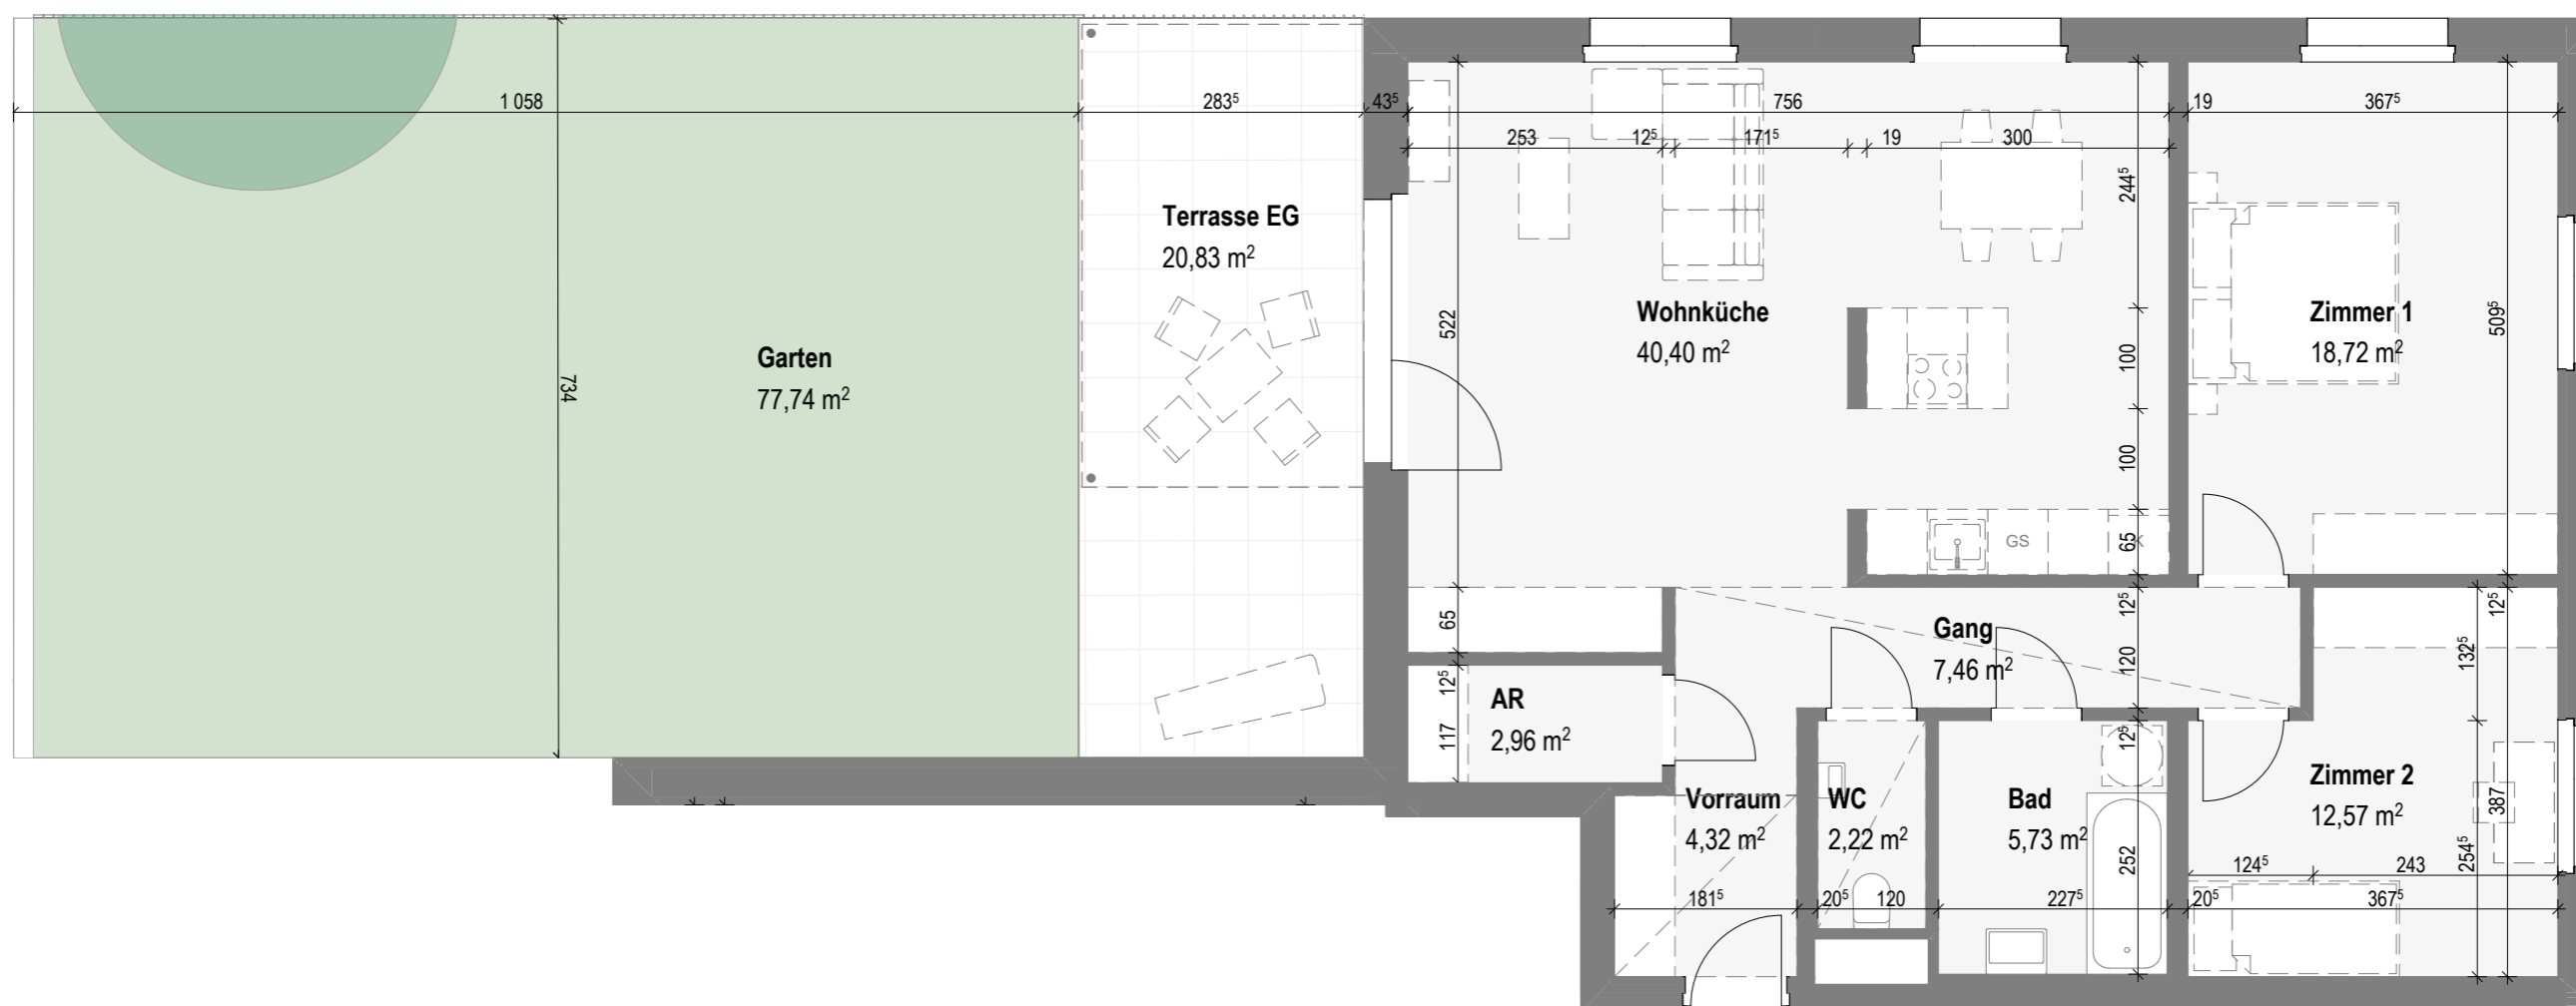 1 058
283⁵
43⁵
756
19
367⁵
253
12⁵
171⁵
19
300
244⁵
Terrasse EG
20,83 m²
Wohnküche
40,40 m²
Zimmer 1
18,72 m²
522
509⁵
Garten
77,74 m²
734
100
100
GS
65
65
12⁵
12⁵
Gang
7,46 m²
120
132⁵
AR
2,96 m²
12⁵
117
12⁵
Vorraum
4,32 m²
WC
2,22 m²
Bad
5,73 m²
Zimmer 2
12,57 m²
387
254⁵
252
124⁵
243
181⁵
20⁵
120
227⁵
20⁵
367⁵